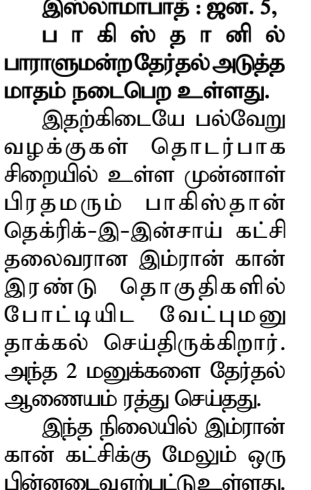 இஸ்லாமாபாத் : ஜன. 5,
பாகிஸ்தானில்
பாராளுமன்ற தேர்தல் அடுத்த
மாதம் நடைபெற உள்ளது.
இதற்கிடையே பல்வேறு
வழக்குகள் தொடர்பாக
சிறையில் உள்ள முன்னாள்
பிரதமரும் பாகிஸ்தான்
தெக்ரிக்-இ-இன்சாய் கட்சி
தலைவரான இம்ரான் கான்
இரண்டு தொகுதிகளில்
போட்டியிட வேட்புமனு
தாக்கல் செய்திருக்கிறார்.
அந்த 2 மனுக்களை தேர்தல்
ஆணையம் ரத்து செய்தது.
இந்த நிலையில் இம்ரான்
கான் கட்சிக்கு மேலும் ஒரு
பின்னடைவு ஏற்பட்டு உள்ளது.